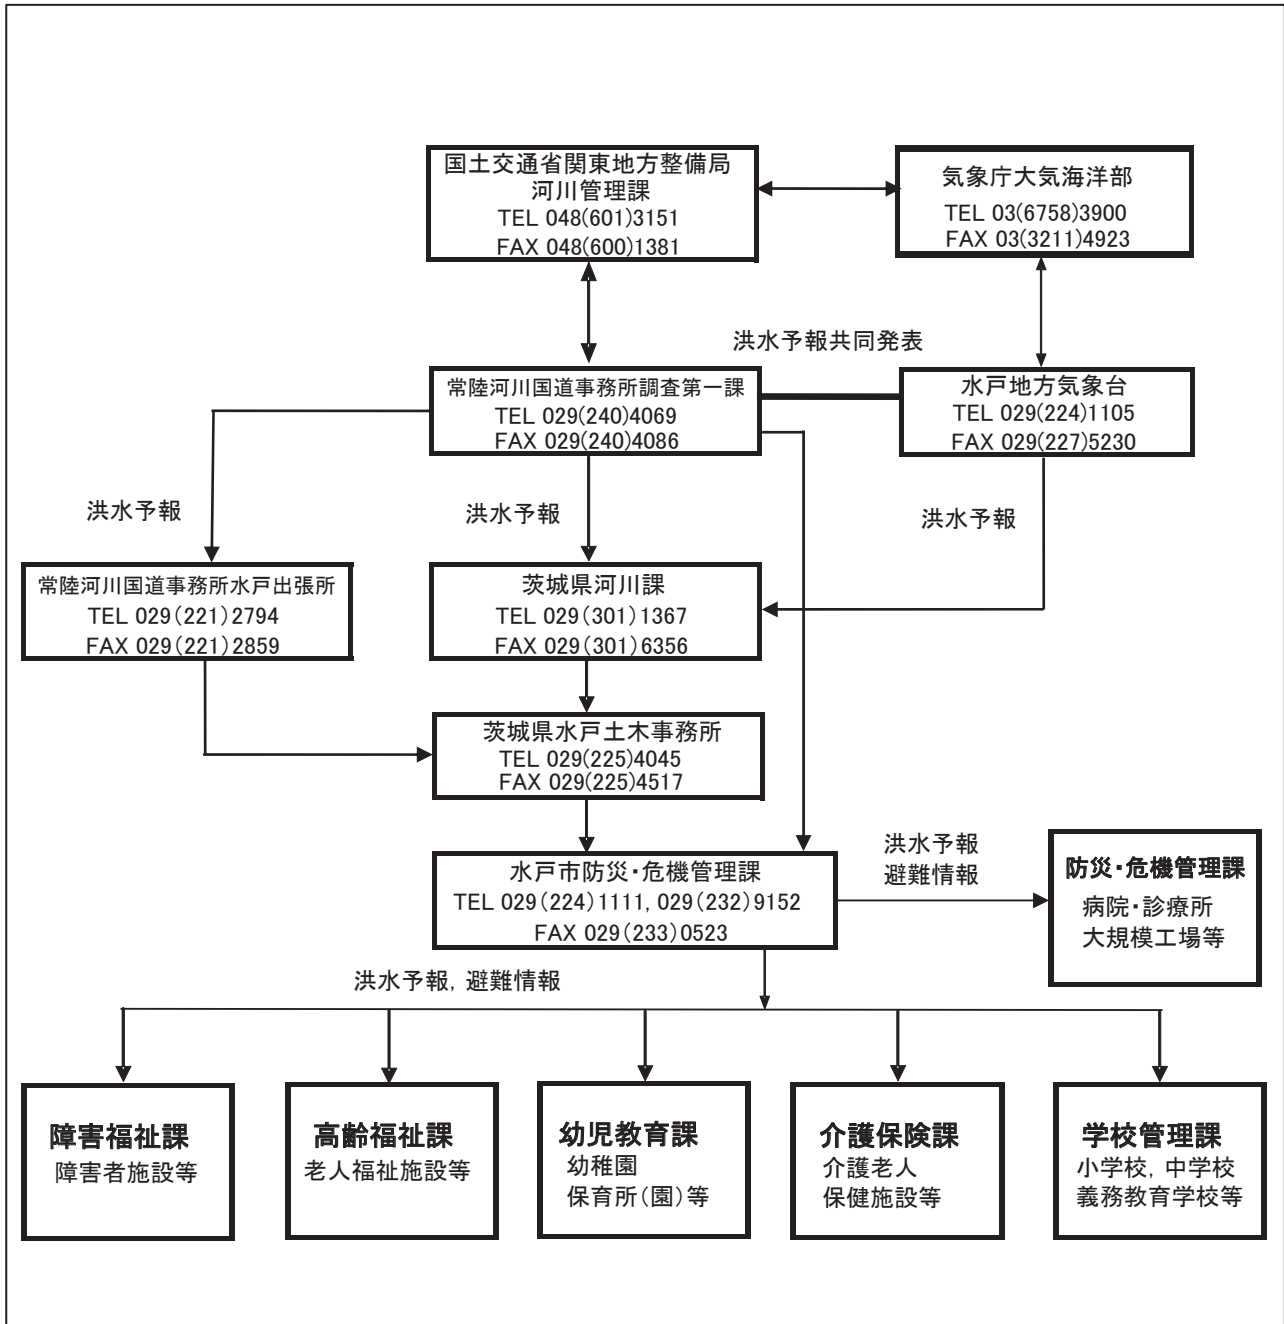 国土交通省関東地方整備局
河川管理課
TEL 048(601)3151
FAX 048(600)1381
気象庁大気海洋部
TEL 03(6758)3900
FAX 03(3211)4923
洪水予報共同発表
常陸河川国道事務所調査第一課
TEL 029(240)4069
FAX 029(240)4086
水戸地方気象台
TEL 029(224)1105
FAX 029(227)5230
洪水予報
洪水予報
洪水予報
常陸河川国道事務所水戸出張所
TEL 029(221)2794
FAX 029(221)2859
茨城県河川課
TEL 029(301)1367
FAX 029(301)6356
茨城県水戸土木事務所
TEL 029(225)4045
FAX 029(225)4517
水戸市防災・危機管理課
TEL 029(224)1111, 029(232)9152
FAX 029(233)0523
洪水予報
避難情報
防災・危機管理課
病院・診療所
大規模工場等
洪水予報, 避難情報
障害福祉課
障害者施設等
高齢福祉課
老人福祉施設等
幼児教育課
幼稚園
保育所(園)等
介護保険課
介護老人
保健施設等
学校管理課
小学校, 中学校
義務教育学校等